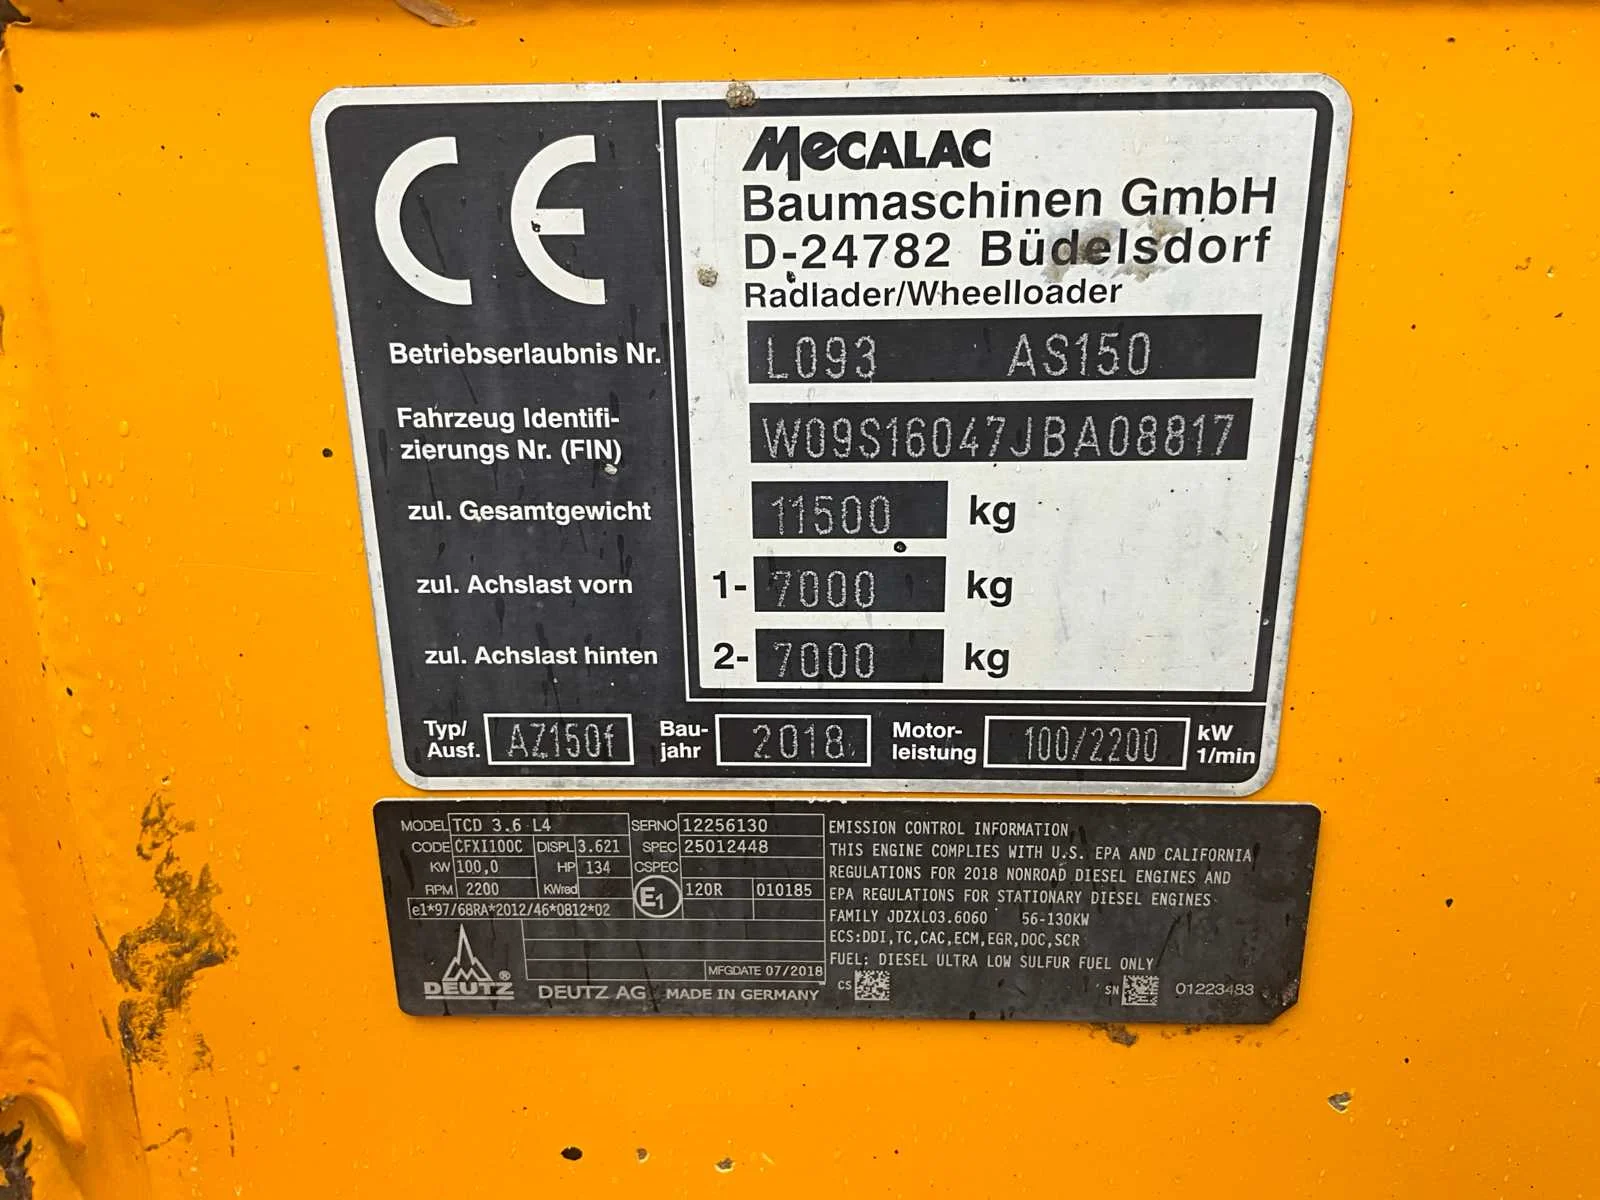 CE
MECALAC
Baumaschinen GmbH
D-24782 Büdelsdorf
Radlader/Wheelloader
Betriebserlaubnis Nr. L093 AS150
Fahrzeug Identifi-
zierungs Nr. (FIN) W09S16047JBA08817
zul. Gesamtgewicht 11500 kg
zul. Achslast vorn 1- 7000 kg
zul. Achslast hinten 2- 7000 kg
Typ/ Ausf. AZ150f Bau- jahr 2018 Motor- leistung 100/2200 kW 1/min
MODEL TCD 3.6 L4 SERNO 12256130
CODE CFXI100C DISPL 3.621 SPEC 25012448
KW 100,0 HP 134 CSPEC
RPM 2200 KWred E1 120R 010185
e1*97/68RA*2012/46*0812*02
MFGDATE 07/2018
DEUTZ® DEUTZ AG MADE IN GERMANY
EMISSION CONTROL INFORMATION
THIS ENGINE COMPLIES WITH U.S. EPA AND CALIFORNIA
REGULATIONS FOR 2018 NONROAD DIESEL ENGINES AND
EPA REGULATIONS FOR STATIONARY DIESEL ENGINES
FAMILY JDZXL03.6060 56-130KW
ECS:DDI,TC,CAC,ECM,EGR,DOC,SCR
FUEL: DIESEL ULTRA LOW SULFUR FUEL ONLY
CS SN 01223483